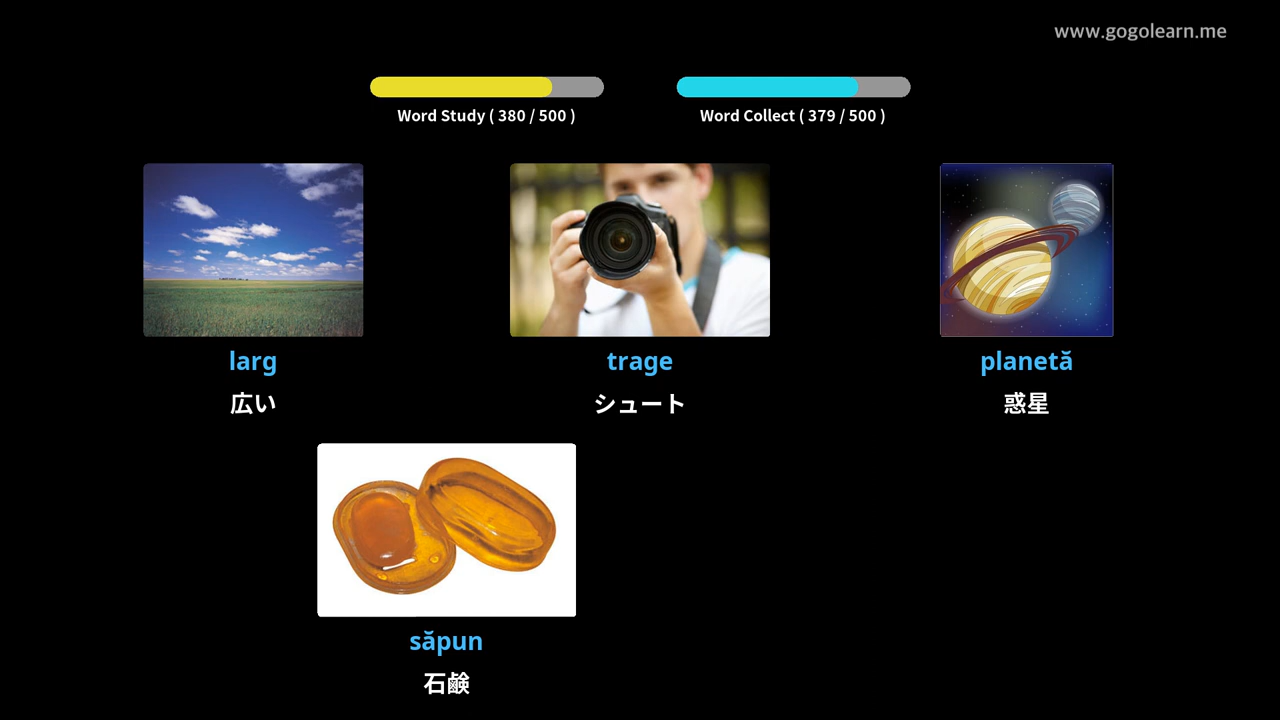 www.gogolearn.me
Word Study ( 380 / 500 )
Word Collect ( 379 / 500 )
larg
広い
trage
シュート
planetă
惑星
săpun
石鹸